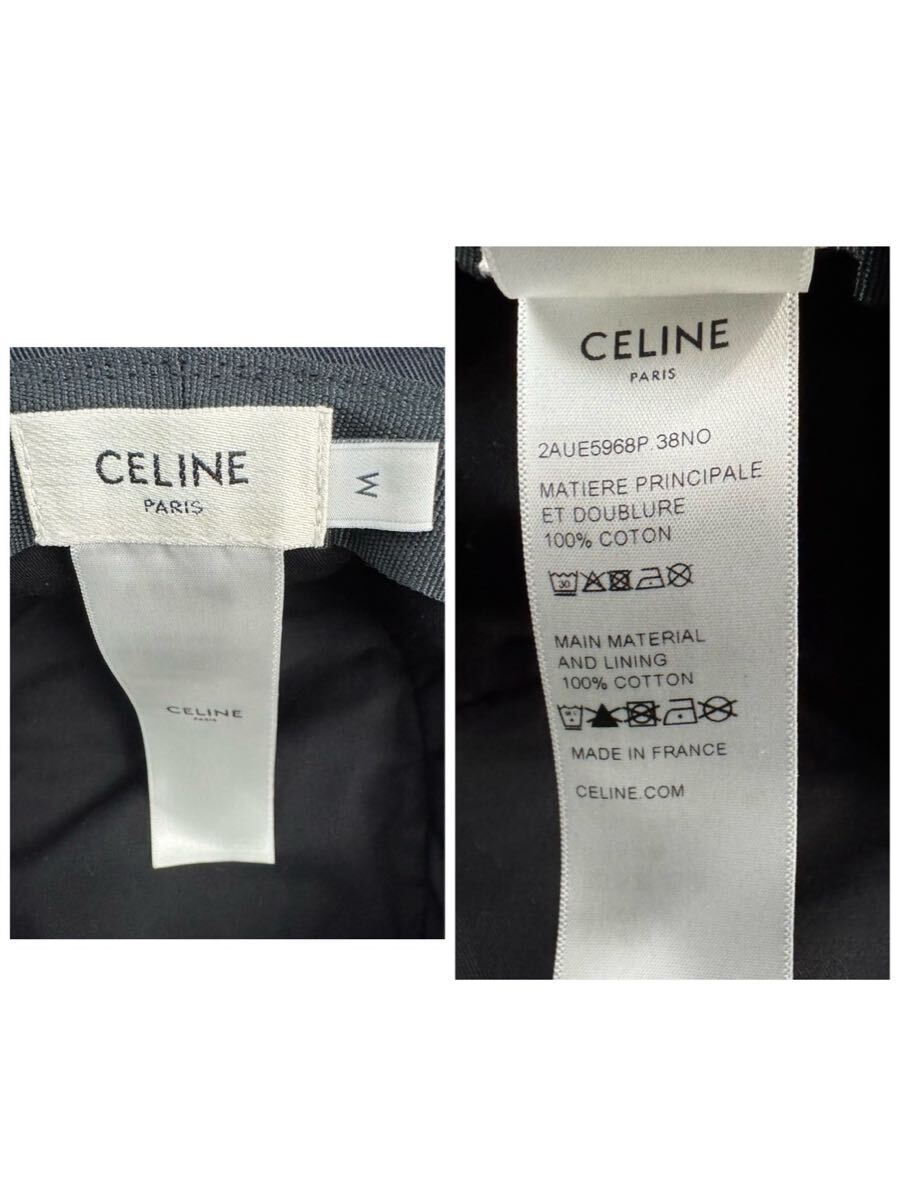 CELINE
PARIS
M
CELINE
PARIS
CELINE
PARIS
2AUE5968P.38NO
MATIERE PRINCIPALE
ET DOUBLURE
100% COTON
30
MAIN MATERIAL
AND LINING
100% COTTON
MADE IN FRANCE
CELINE.COM